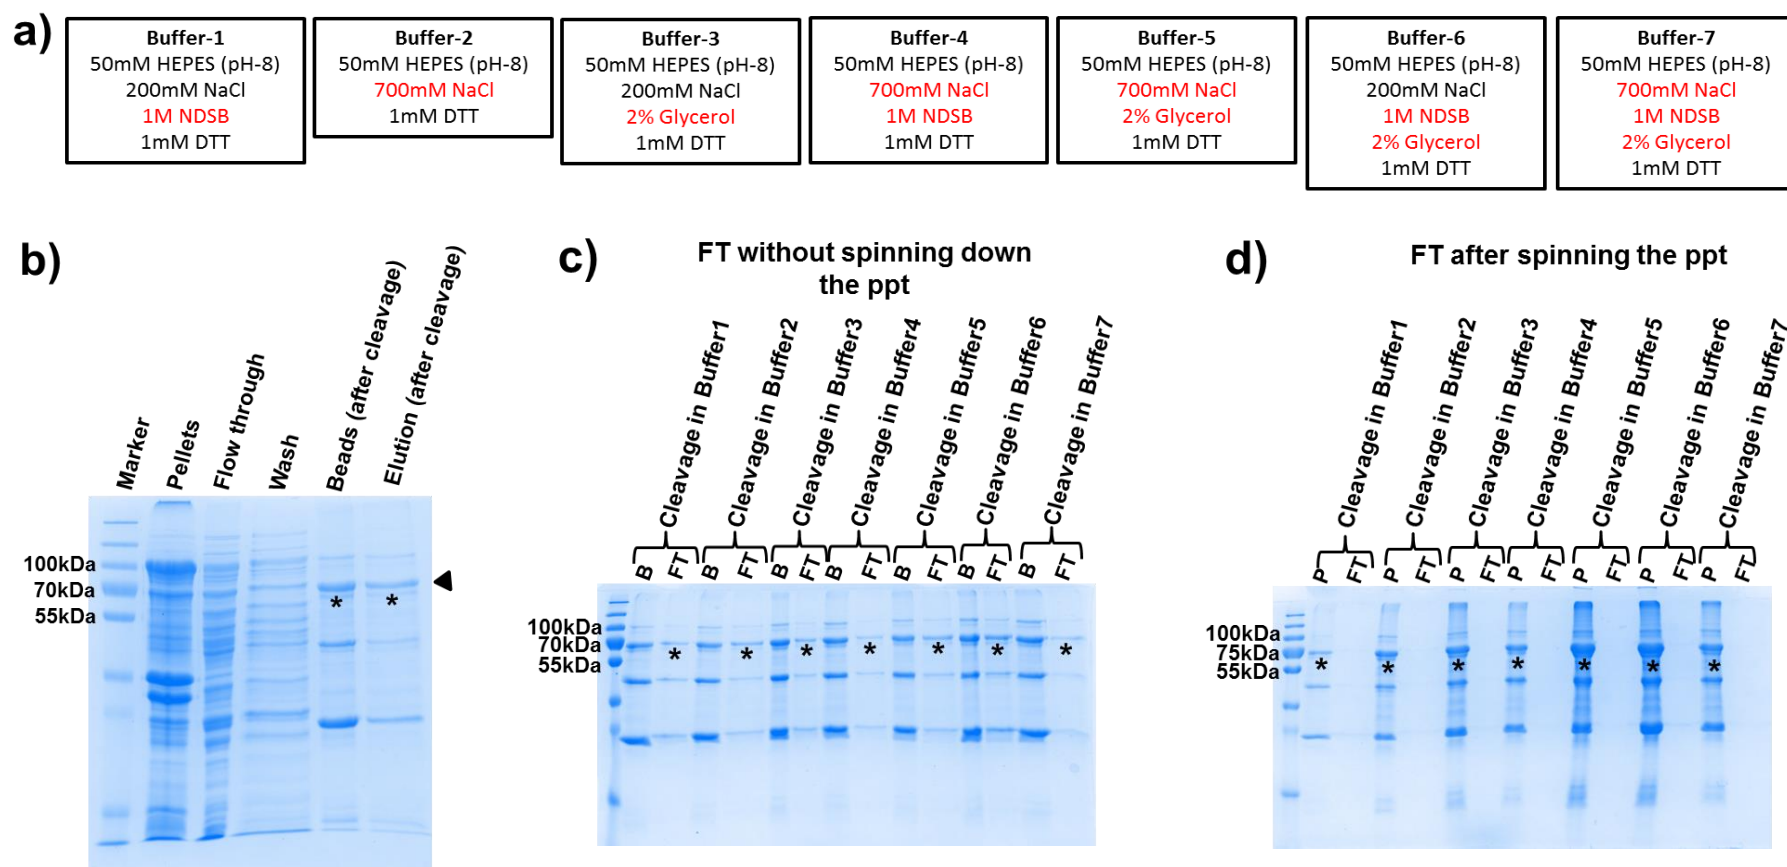 a)
Buffer-1
50mM HEPES (pH-8)
200mM NaCl
1M NDSB
1mM DTT
Buffer-2
50mM HEPES (pH-8)
700mM NaCl
1mM DTT
Buffer-3
50mM HEPES (pH-8)
200mM NaCl
2% Glycerol
1mM DTT
Buffer-4
50mM HEPES (pH-8)
700mM NaCl
1M NDSB
1mM DTT
Buffer-5
50mM HEPES (pH-8)
700mM NaCl
2% Glycerol
1mM DTT
Buffer-6
50mM HEPES (pH-8)
200mM NaCl
1M NDSB
2% Glycerol
1mM DTT
Buffer-7
50mM HEPES (pH-8)
700mM NaCl
1M NDSB
2% Glycerol
1mM DTT
b)
Marker
Pellets
Flow through
Wash
Beads (after cleavage)
Elution (after cleavage)
100kDa
70kDa
55kDa
*
*
c)
FT without spinning down
the ppt
Cleavage in Buffer1
Cleavage in Buffer2
Cleavage in Buffer3
Cleavage in Buffer4
Cleavage in Buffer5
Cleavage in Buffer6
Cleavage in Buffer7
B FT B FT B FT B FT B FT B FT B FT
100kDa
70kDa
55kDa
* * * * * * *
d)
FT after spinning the ppt
Cleavage in Buffer1
Cleavage in Buffer2
Cleavage in Buffer3
Cleavage in Buffer4
Cleavage in Buffer5
Cleavage in Buffer6
Cleavage in Buffer7
P FT P FT P FT P FT P FT P FT P FT
100kDa
75kDa
55kDa
* * * * * * *